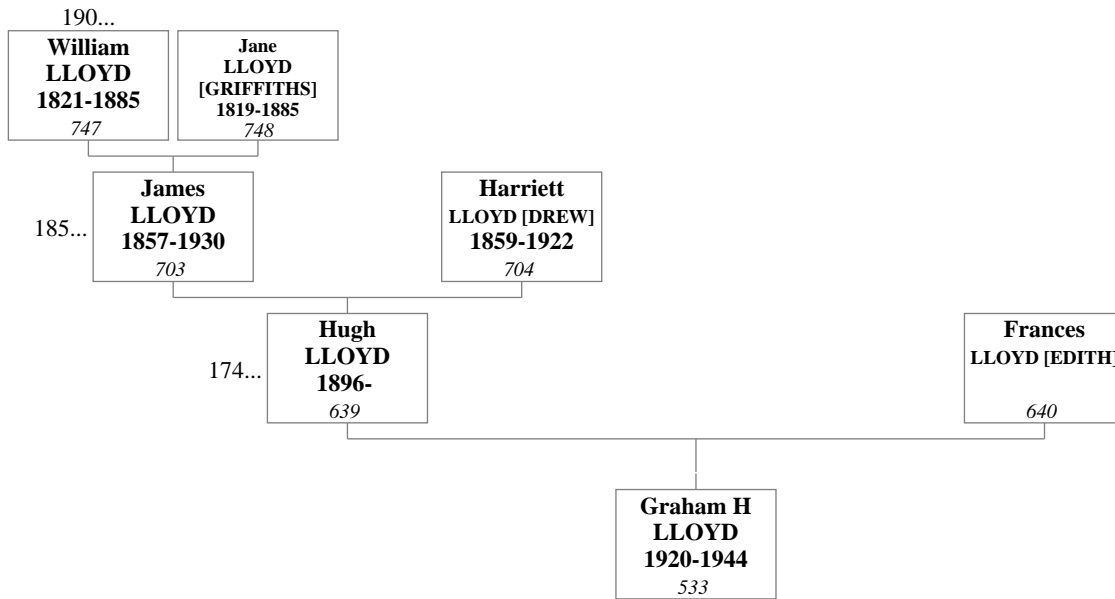 190...
William
LLOYD
1821-1885
747
Jane
LLOYD
[GRIFFITHS]
1819-1885
748
185...
James
LLOYD
1857-1930
703
Harriett
LLOYD [DREW]
1859-1922
704
174...
Hugh
LLOYD
1896-
639
Frances
LLOYD [EDITH]
640
Graham H
LLOYD
1920-1944
533